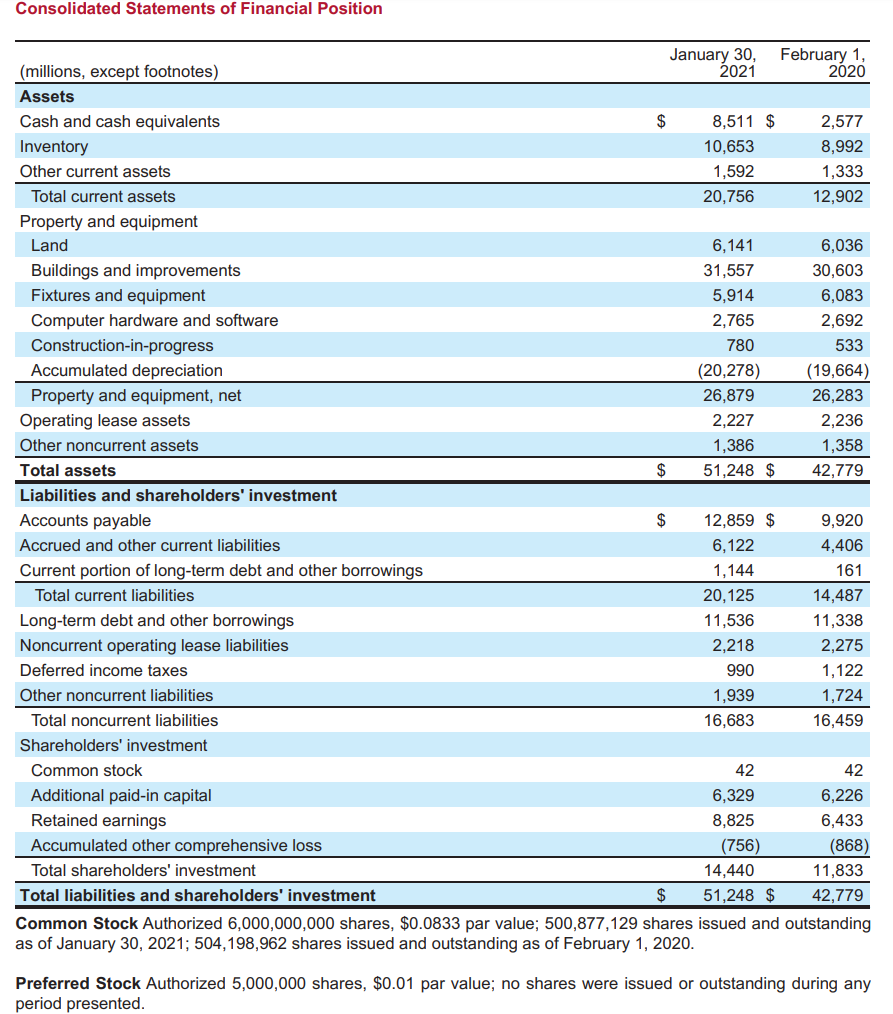 Consolidated Statements of Financial Position
January 30, February 1,
(millions, except footnotes) 2021 2020
Assets
Cash and cash equivalents $ 8,511 $ 2,577
Inventory 10,653 8,992
Other current assets 1,592 1,333
Total current assets 20,756 12,902
Property and equipment
Land 6,141 6,036
Buildings and improvements 31,557 30,603
Fixtures and equipment 5,914 6,083
Computer hardware and software 2,765 2,692
Construction-in-progress 780 533
Accumulated depreciation (20,278) (19,664)
Property and equipment, net 26,879 26,283
Operating lease assets 2,227 2,236
Other noncurrent assets 1,386 1,358
Total assets $ 51,248 $ 42,779
Liabilities and shareholders' investment
Accounts payable $ 12,859 $ 9,920
Accrued and other current liabilities 6,122 4,406
Current portion of long-term debt and other borrowings 1,144 161
Total current liabilities 20,125 14,487
Long-term debt and other borrowings 11,536 11,338
Noncurrent operating lease liabilities 2,218 2,275
Deferred income taxes 990 1,122
Other noncurrent liabilities 1,939 1,724
Total noncurrent liabilities 16,683 16,459
Shareholders' investment
Common stock 42 42
Additional paid-in capital 6,329 6,226
Retained earnings 8,825 6,433
Accumulated other comprehensive loss (756) (868)
Total shareholders' investment 14,440 11,833
Total liabilities and shareholders' investment $ 51,248 $ 42,779
Common Stock Authorized 6,000,000,000 shares, $0.0833 par value; 500,877,129 shares issued and outstanding
as of January 30, 2021; 504,198,962 shares issued and outstanding as of February 1, 2020.
Preferred Stock Authorized 5,000,000 shares, $0.01 par value; no shares were issued or outstanding during any
period presented.